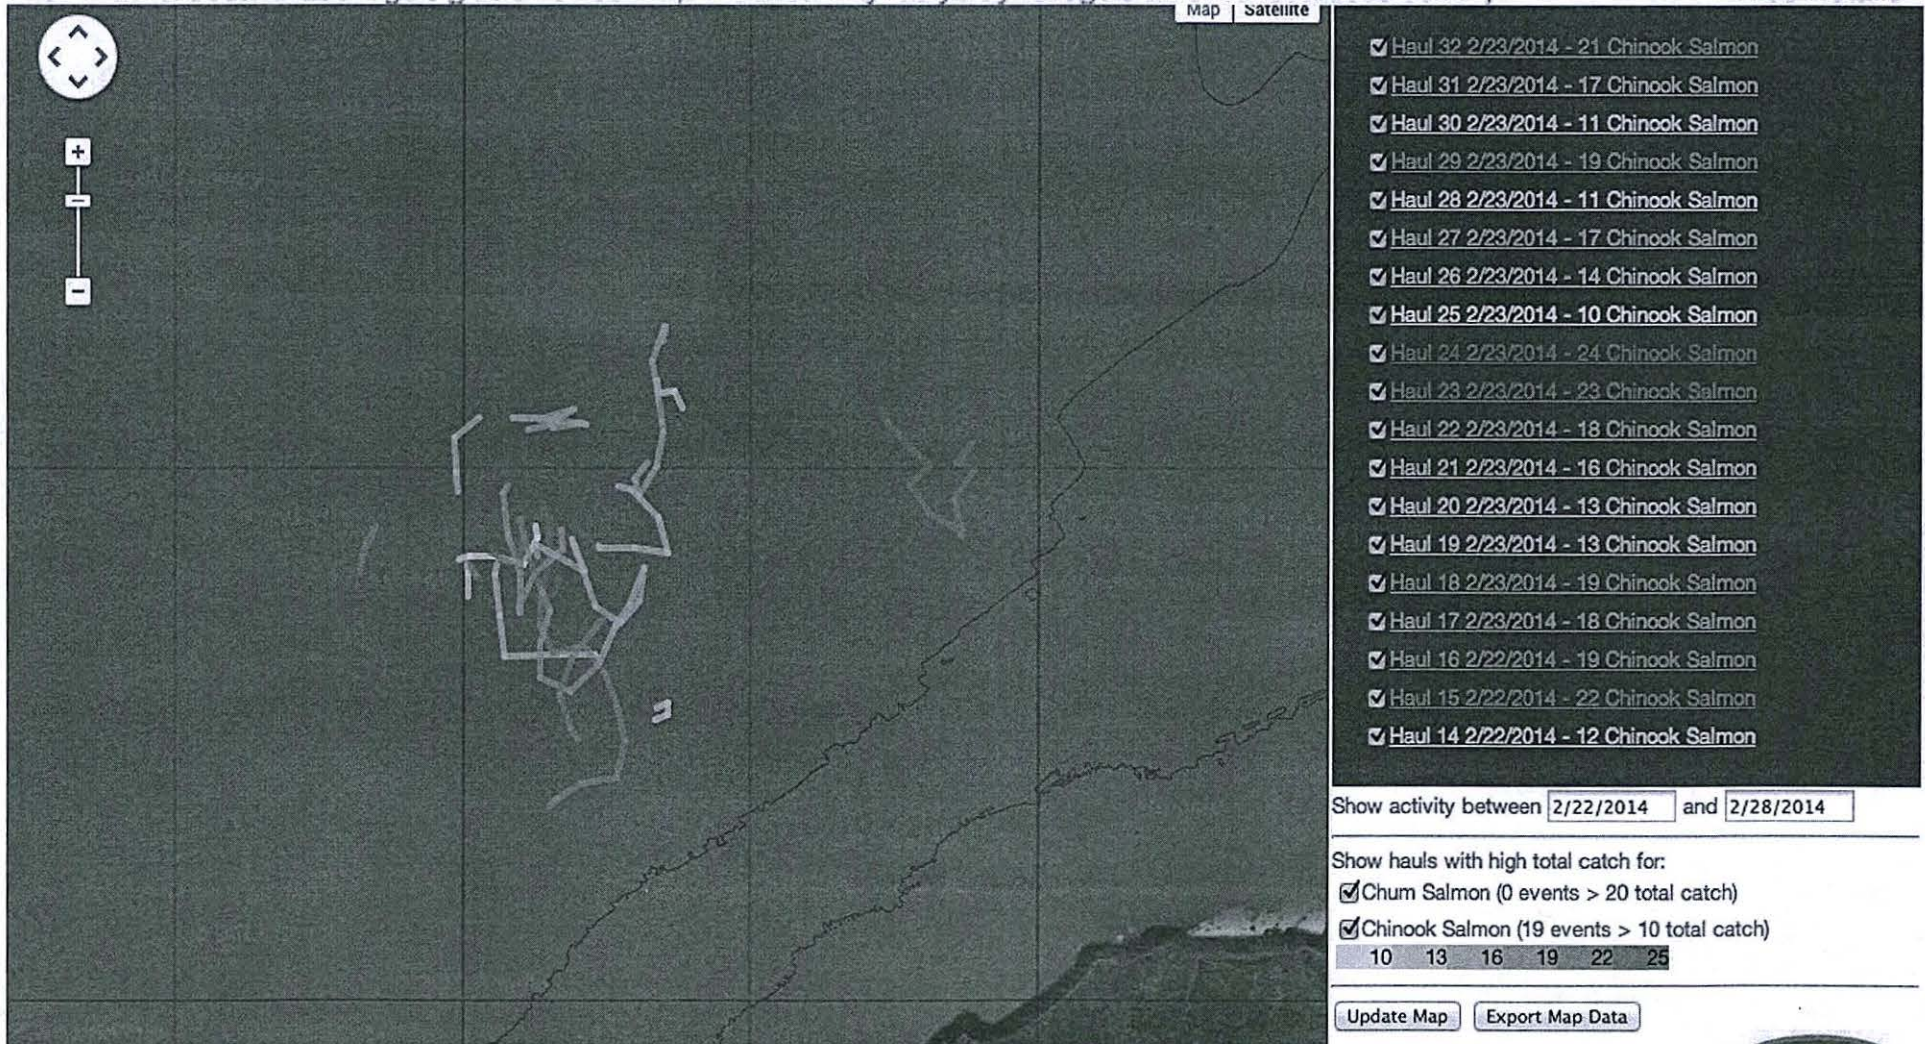 Map | Satellite
+
−
−
Haul 32 2/23/2014 - 21 Chinook Salmon
Haul 31 2/23/2014 - 17 Chinook Salmon
Haul 30 2/23/2014 - 11 Chinook Salmon
Haul 29 2/23/2014 - 19 Chinook Salmon
Haul 28 2/23/2014 - 11 Chinook Salmon
Haul 27 2/23/2014 - 17 Chinook Salmon
Haul 26 2/23/2014 - 14 Chinook Salmon
Haul 25 2/23/2014 - 10 Chinook Salmon
Haul 24 2/23/2014 - 24 Chinook Salmon
Haul 23 2/23/2014 - 23 Chinook Salmon
Haul 22 2/23/2014 - 18 Chinook Salmon
Haul 21 2/23/2014 - 16 Chinook Salmon
Haul 20 2/23/2014 - 13 Chinook Salmon
Haul 19 2/23/2014 - 13 Chinook Salmon
Haul 18 2/23/2014 - 19 Chinook Salmon
Haul 17 2/23/2014 - 18 Chinook Salmon
Haul 16 2/22/2014 - 19 Chinook Salmon
Haul 15 2/22/2014 - 22 Chinook Salmon
Haul 14 2/22/2014 - 12 Chinook Salmon
Show activity between 2/22/2014 and 2/28/2014
Show hauls with high total catch for:
Chum Salmon (0 events > 20 total catch)
Chinook Salmon (19 events > 10 total catch)
10 13 16 19 22 25
Update Map Export Map Data